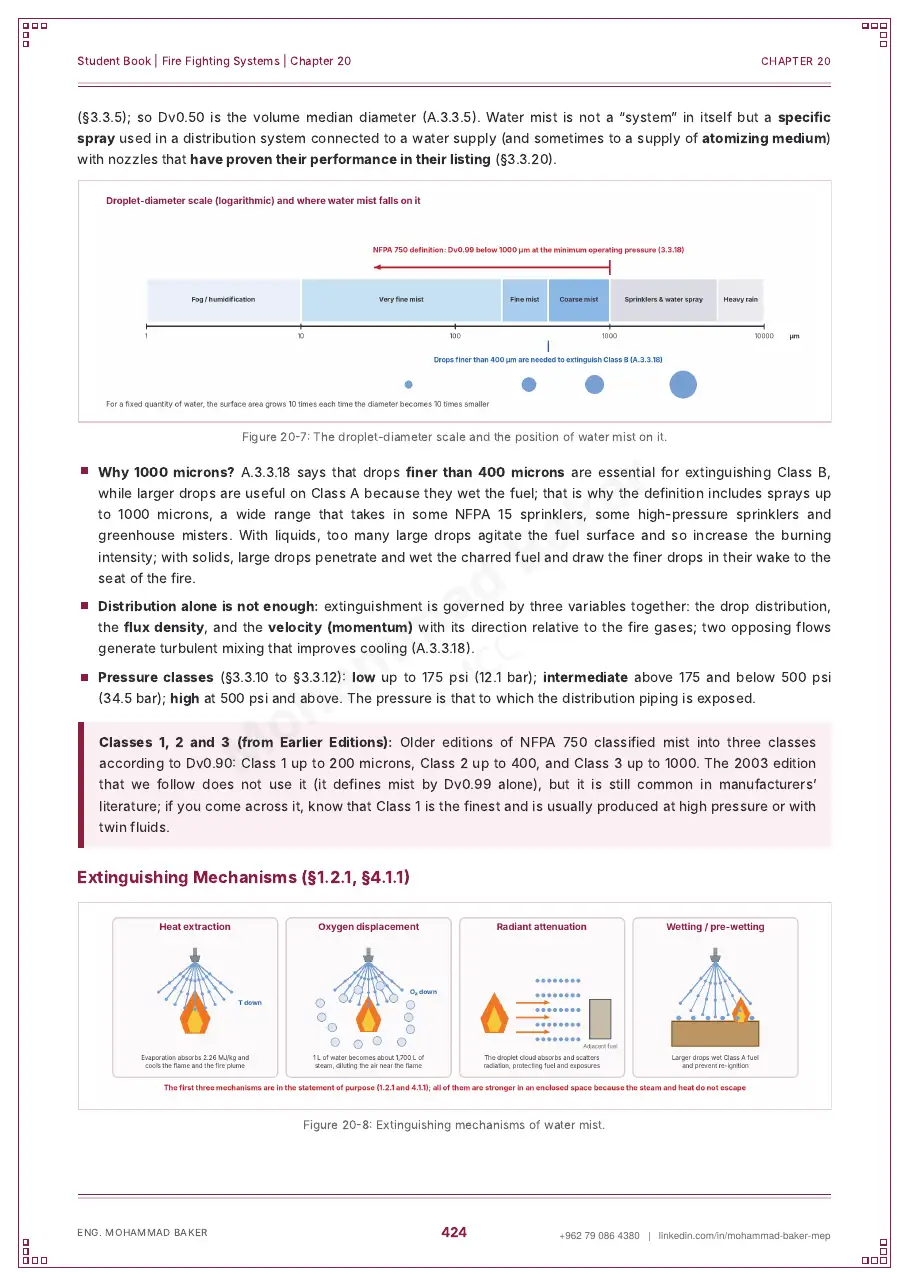 Student Book | Fire Fighting Systems | Chapter 20
CHAPTER 20
(§3.3.5); so Dv0.50 is the volume median diameter (A.3.3.5). Water mist is not a “system” in itself but a specific
spray used in a distribution system connected to a water supply (and sometimes to a supply of atomizing medium)
with nozzles that have proven their performance in their listing (§3.3.20).
Droplet-diameter scale (logarithmic) and where water mist falls on it
NFPA 750 definition: Dv0.99 below 1000 µm at the minimum operating pressure (3.3.18)
Fog / humidification
Very fine mist
Fine mist
Coarse mist
Sprinklers & water spray
Heavy rain
1
10
100
1000
10000
µm
Drops finer than 400 µm are needed to extinguish Class B (A.3.3.18)
For a fixed quantity of water, the surface area grows 10 times each time the diameter becomes 10 times smaller
Figure 20-7: The droplet-diameter scale and the position of water mist on it.
Why 1000 microns? A.3.3.18 says that drops finer than 400 microns are essential for extinguishing Class B,
while larger drops are useful on Class A because they wet the fuel; that is why the definition includes sprays up
to 1000 microns, a wide range that takes in some NFPA 15 sprinklers, some high-pressure sprinklers and
greenhouse misters. With liquids, too many large drops agitate the fuel surface and so increase the burning
intensity; with solids, large drops penetrate and wet the charred fuel and draw the finer drops in their wake to the
seat of the fire.
Distribution alone is not enough: extinguishment is governed by three variables together: the drop distribution,
the flux density, and the velocity (momentum) with its direction relative to the fire gases; two opposing flows
generate turbulent mixing that improves cooling (A.3.3.18).
Pressure classes (§3.3.10 to §3.3.12): low up to 175 psi (12.1 bar); intermediate above 175 and below 500 psi
(34.5 bar); high at 500 psi and above. The pressure is that to which the distribution piping is exposed.
Classes 1, 2 and 3 (from Earlier Editions): Older editions of NFPA 750 classified mist into three classes
according to Dv0.90: Class 1 up to 200 microns, Class 2 up to 400, and Class 3 up to 1000. The 2003 edition
that we follow does not use it (it defines mist by Dv0.99 alone), but it is still common in manufacturers’
literature; if you come across it, know that Class 1 is the finest and is usually produced at high pressure or with
twin fluids.
Extinguishing Mechanisms (§1.2.1, §4.1.1)
Heat extraction
T down
Evaporation absorbs 2.26 MJ/kg and
cools the flame and the fire plume
Oxygen displacement
O₂ down
1 L of water becomes about 1,700 L of
steam, diluting the air near the flame
Radiant attenuation
Adjacent fuel
The droplet cloud absorbs and scatters
radiation, protecting fuel and exposures
Wetting / pre-wetting
Larger drops wet Class A fuel
and prevent re-ignition
The first three mechanisms are in the statement of purpose (1.2.1 and 4.1.1); all of them are stronger in an enclosed space because the steam and heat do not escape
Figure 20-8: Extinguishing mechanisms of water mist.
ENG. MOHAMMAD BAKER
424
+962 79 086 4380 | linkedin.com/in/mohammad-baker-mep